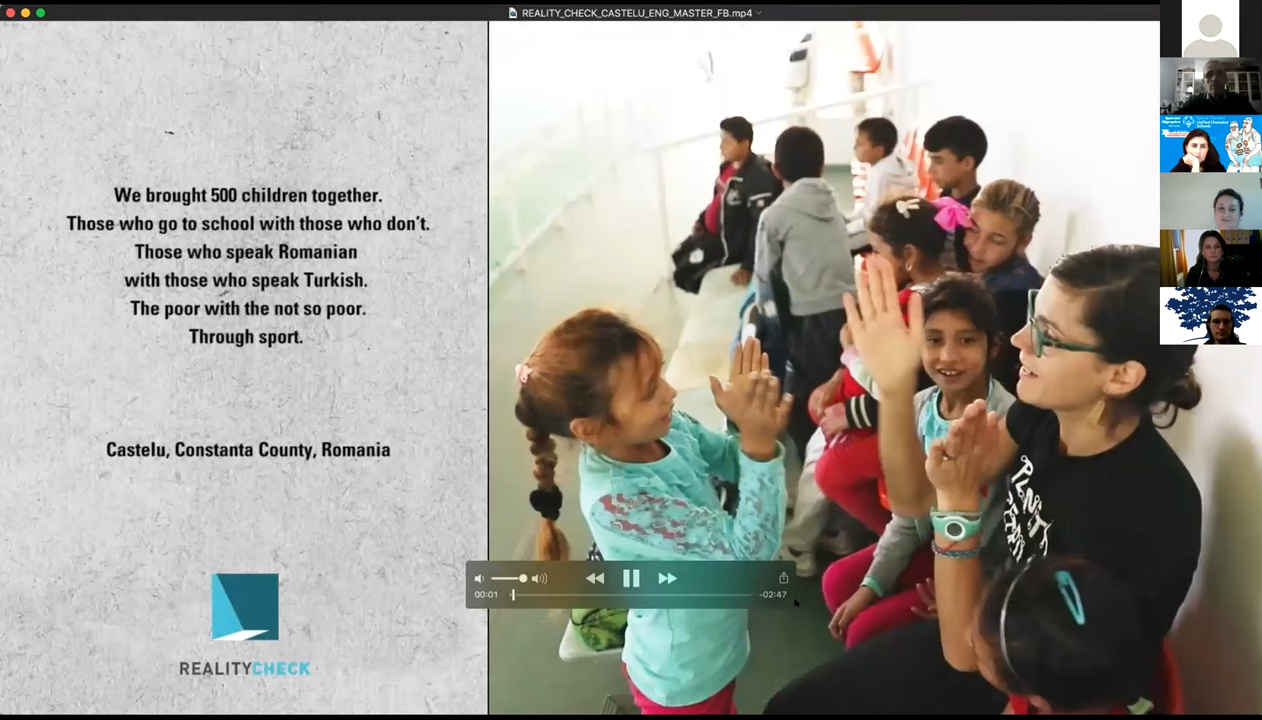 REALITY_CHECK_CASTELU_ENG_MASTER_FB.mp4
We brought 500 children together.
Those who go to school with those who don't.
Those who speak Romanian
with those who speak Turkish.
The poor with the not so poor.
Through sport.
Castelu, Constanta County, Romania
REALITYCHECK
00:01
-02:47